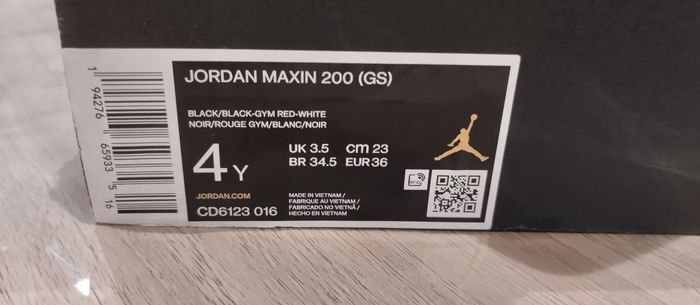 JORDAN MAXIN 200 (GS)
BLACK/BLACK-GYM RED-WHITE
NOIR/ROUGE GYM/BLANC/NOIR
4 Y
UK 3.5 cm 23
BR 34.5 EUR 36
JORDAN.COM
CD6123 016
MADE IN VIETNAM /
FABRIQUE AU VIETNAM /
FABRICADO NO VIETNÃ /
HECHO EN VIETNAM
RFID
1 94276 65933 5
16